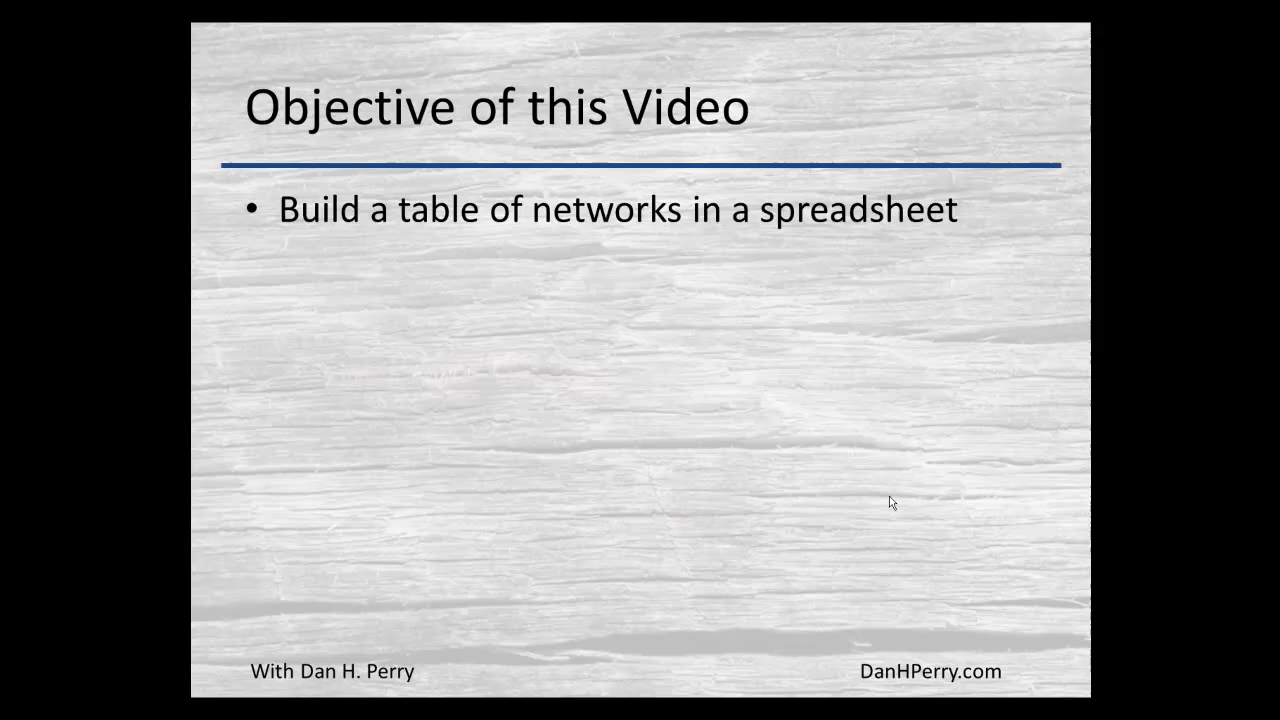 Objective of this Video
• Build a table of networks in a spreadsheet
With Dan H. Perry
DanHPerry.com